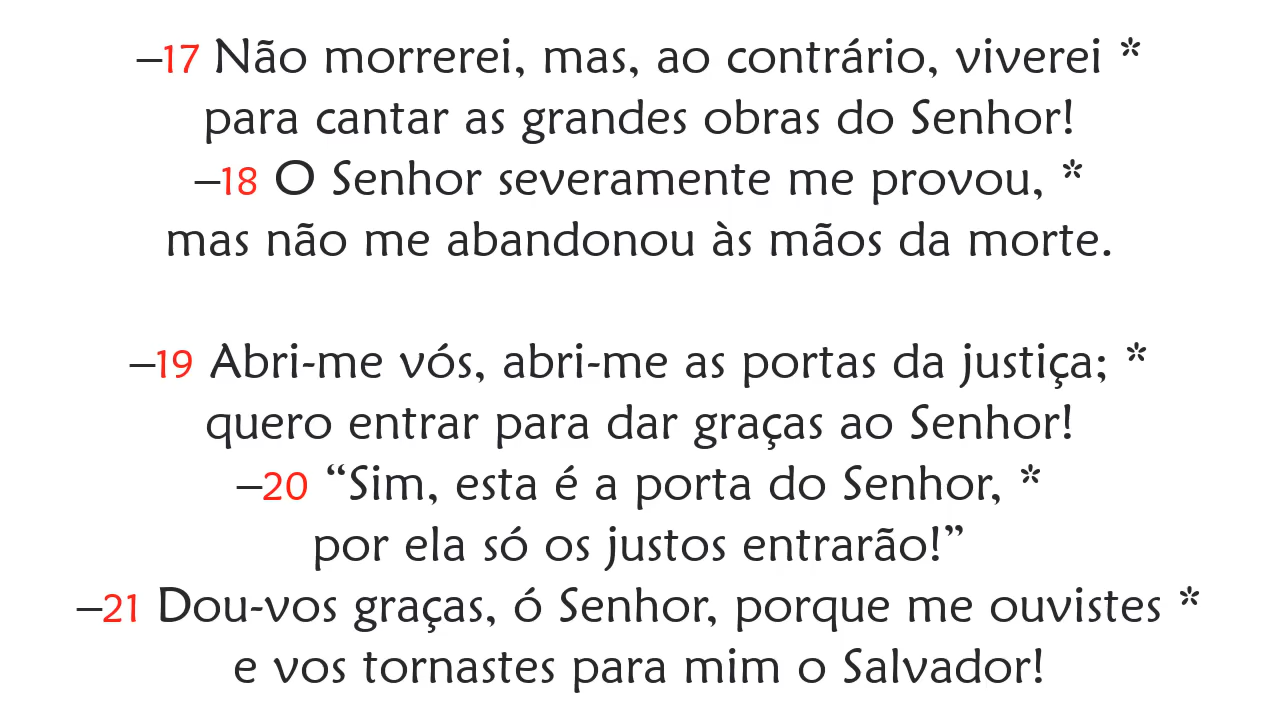 –17 Não morrerei, mas, ao contrário, viverei *
para cantar as grandes obras do Senhor!
–18 O Senhor severamente me provou, *
mas não me abandonou às mãos da morte.
–19 Abri-me vós, abri-me as portas da justiça; *
quero entrar para dar graças ao Senhor!
–20 “Sim, esta é a porta do Senhor, *
por ela só os justos entrarão!”
–21 Dou-vos graças, ó Senhor, porque me ouvistes *
e vos tornastes para mim o Salvador!